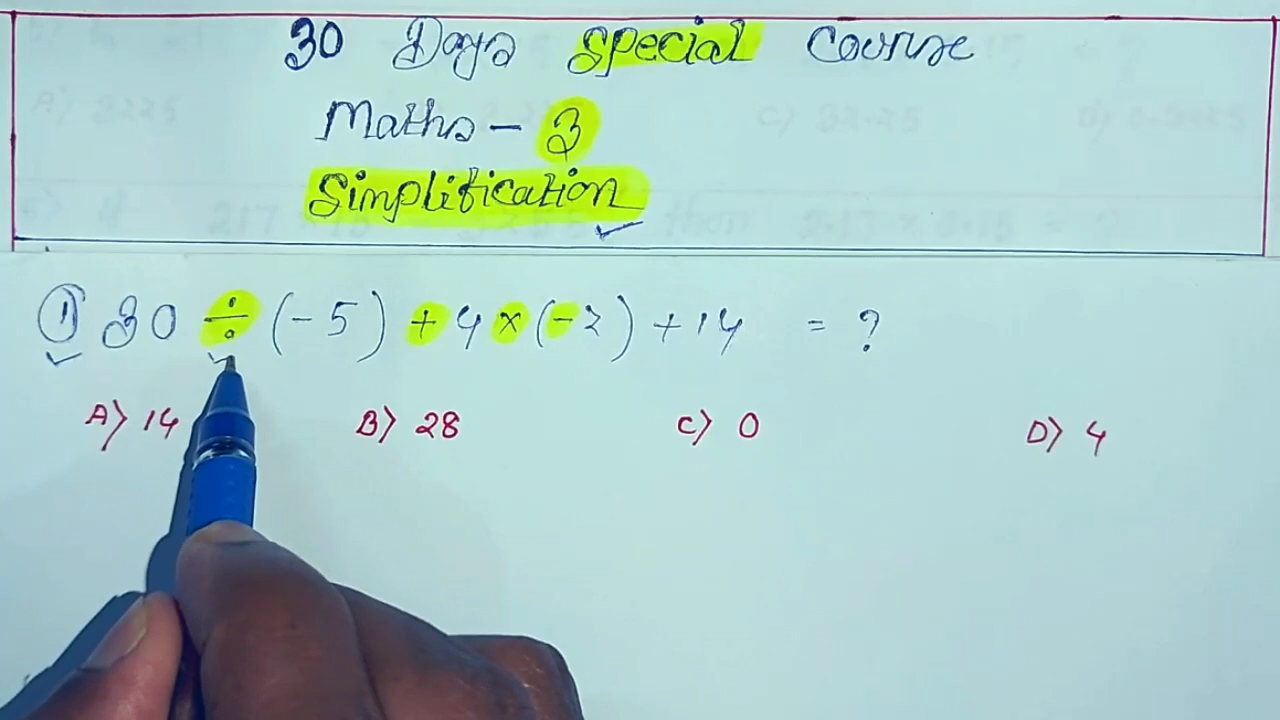 30 Days Special Course
Maths - 3
Simplification
① 30 ÷ (-5) + 4 × (-2) + 14 = ?
A) 14 B) 28 C) 0 D) 4